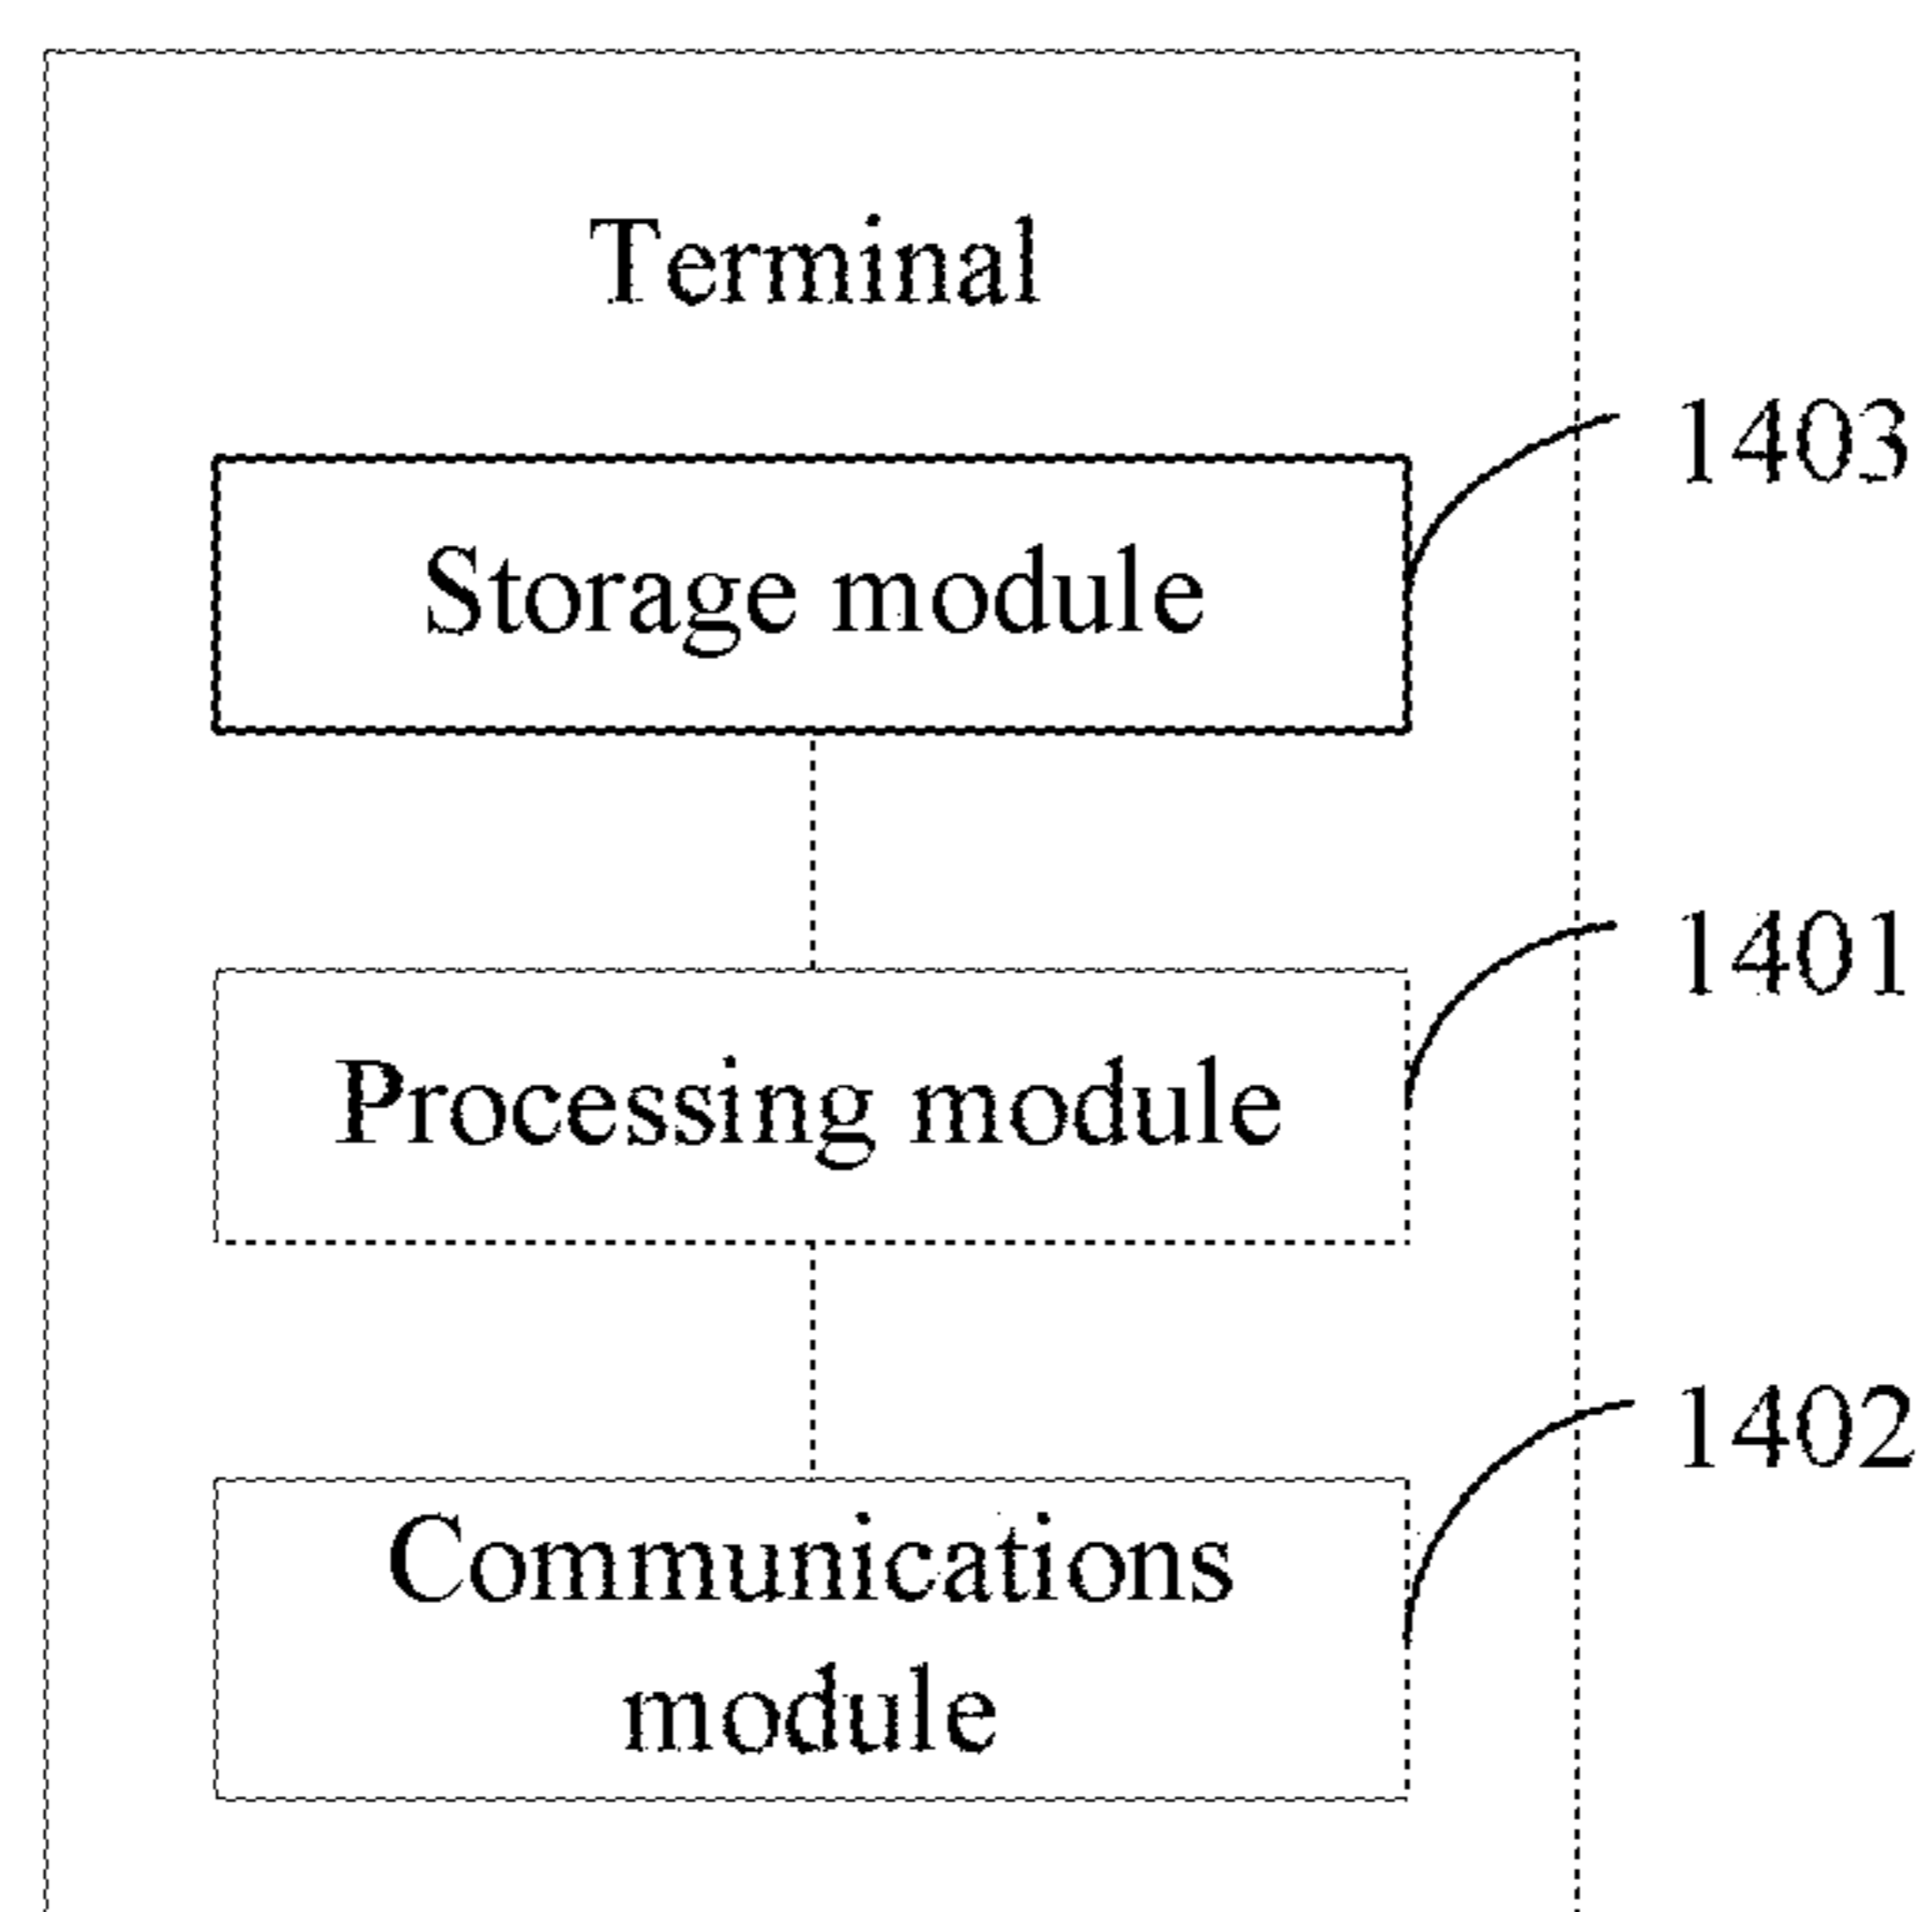 Terminal
1403
Storage module
1401
Processing module
1402
Communications
module